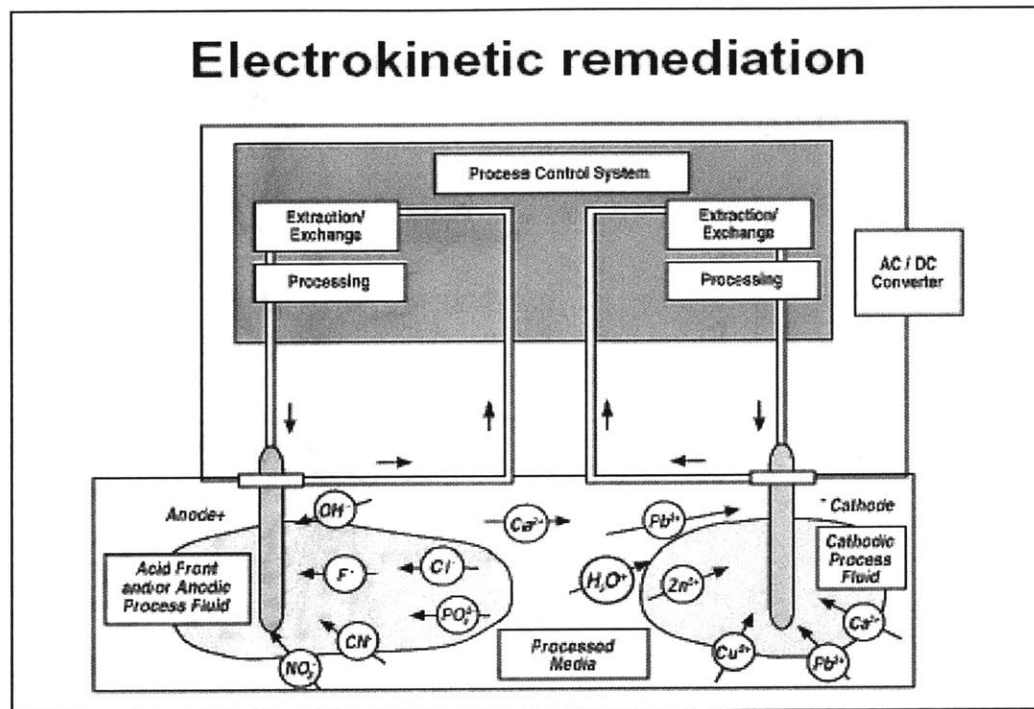 Electrokinetic remediation
Process Control System
Extraction/
Exchange
Extraction/
Exchange
Processing
Processing
AC / DC
Converter
Anode+
OH⁻
Ca²⁺
Pb²⁺
⁻ Cathode
Acid Front
and/or Anodic
Process Fluid
F⁻
Cl⁻
H₃O⁺
Zn²⁺
Cathodic
Process
Fluid
PO₄³⁻
CN⁻
NO₃⁻
Processed
Media
Cu²⁺
Ca²⁺
Pb²⁺